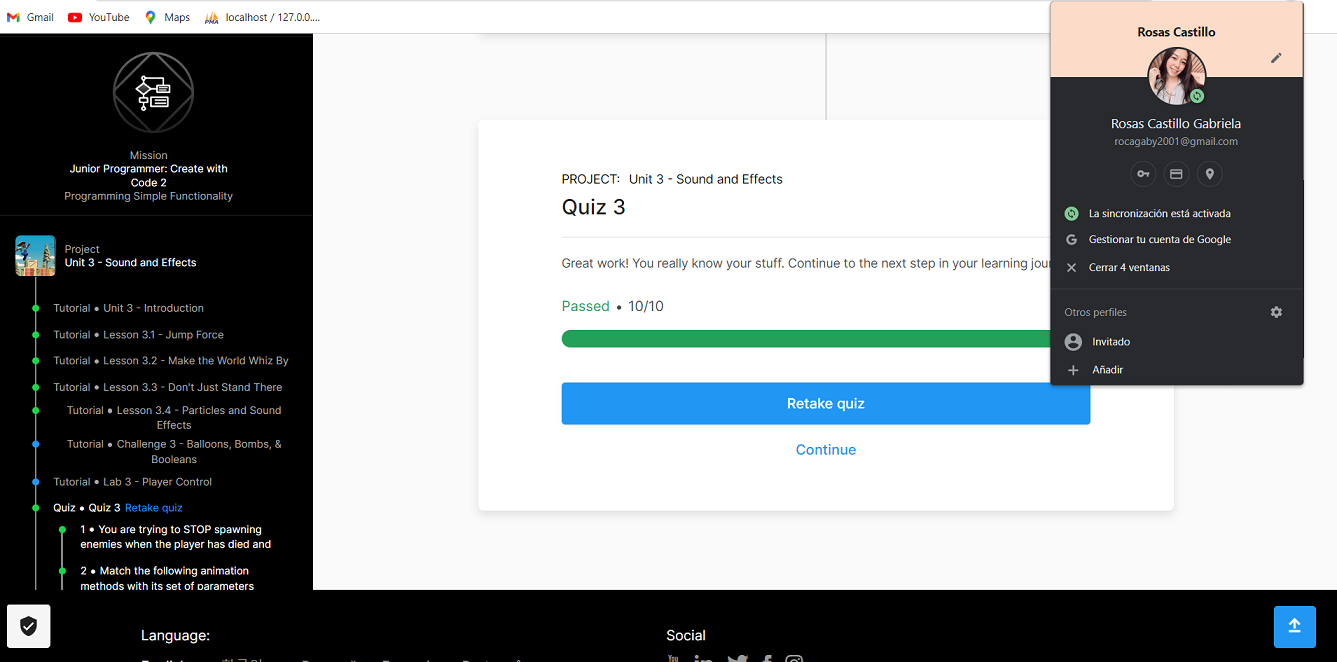 Gmail
YouTube
Maps
localhost / 127.0.0....
Mission
Junior Programmer: Create with
Code 2
Programming Simple Functionality
Project
Unit 3 - Sound and Effects
Tutorial • Unit 3 - Introduction
Tutorial • Lesson 3.1 - Jump Force
Tutorial • Lesson 3.2 - Make the World Whiz By
Tutorial • Lesson 3.3 - Don't Just Stand There
Tutorial • Lesson 3.4 - Particles and Sound
Effects
Tutorial • Challenge 3 - Balloons, Bombs, &
Booleans
Tutorial • Lab 3 - Player Control
Quiz • Quiz 3 Retake quiz
1 • You are trying to STOP spawning
enemies when the player has died and
2 • Match the following animation
methods with its set of parameters
PROJECT: Unit 3 - Sound and Effects
Quiz 3
Great work! You really know your stuff. Continue to the next step in your learning
Passed • 10/10
Retake quiz
Continue
Rosas Castillo
Rosas Castillo Gabriela
rocagaby2001@gmail.com
La sincronización está activada
Gestionar tu cuenta de Google
Cerrar 4 ventanas
Otros perfiles
Invitado
Añadir
Language:
Social